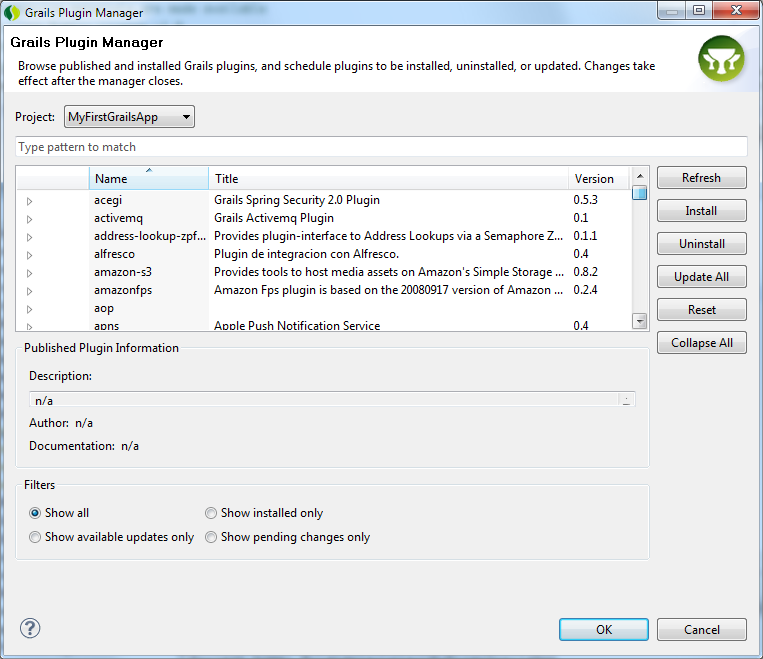 Grails Plugin Manager
Grails Plugin Manager
Browse published and installed Grails plugins, and schedule plugins to be installed, uninstalled, or updated. Changes take
effect after the manager closes.
Project: MyFirstGrailsApp
Type pattern to match
Name Title Version
acegi Grails Spring Security 2.0 Plugin 0.5.3
activemq Grails Activemq Plugin 0.1
address-lookup-zpf... Provides plugin-interface to Address Lookups via a Semaphore Z... 0.1.1
alfresco Plugin de integracion con Alfresco. 0.4
amazon-s3 Provides tools to host media assets on Amazon's Simple Storage ... 0.8.2
amazonfps Amazon Fps plugin is based on the 20080917 version of Amazon ... 0.2.4
aop
apns Apple Push Notification Service 0.4
Refresh
Install
Uninstall
Update All
Reset
Collapse All
Published Plugin Information
Description:
n/a
Author: n/a
Documentation: n/a
Filters
Show all Show installed only
Show available updates only Show pending changes only
? OK Cancel